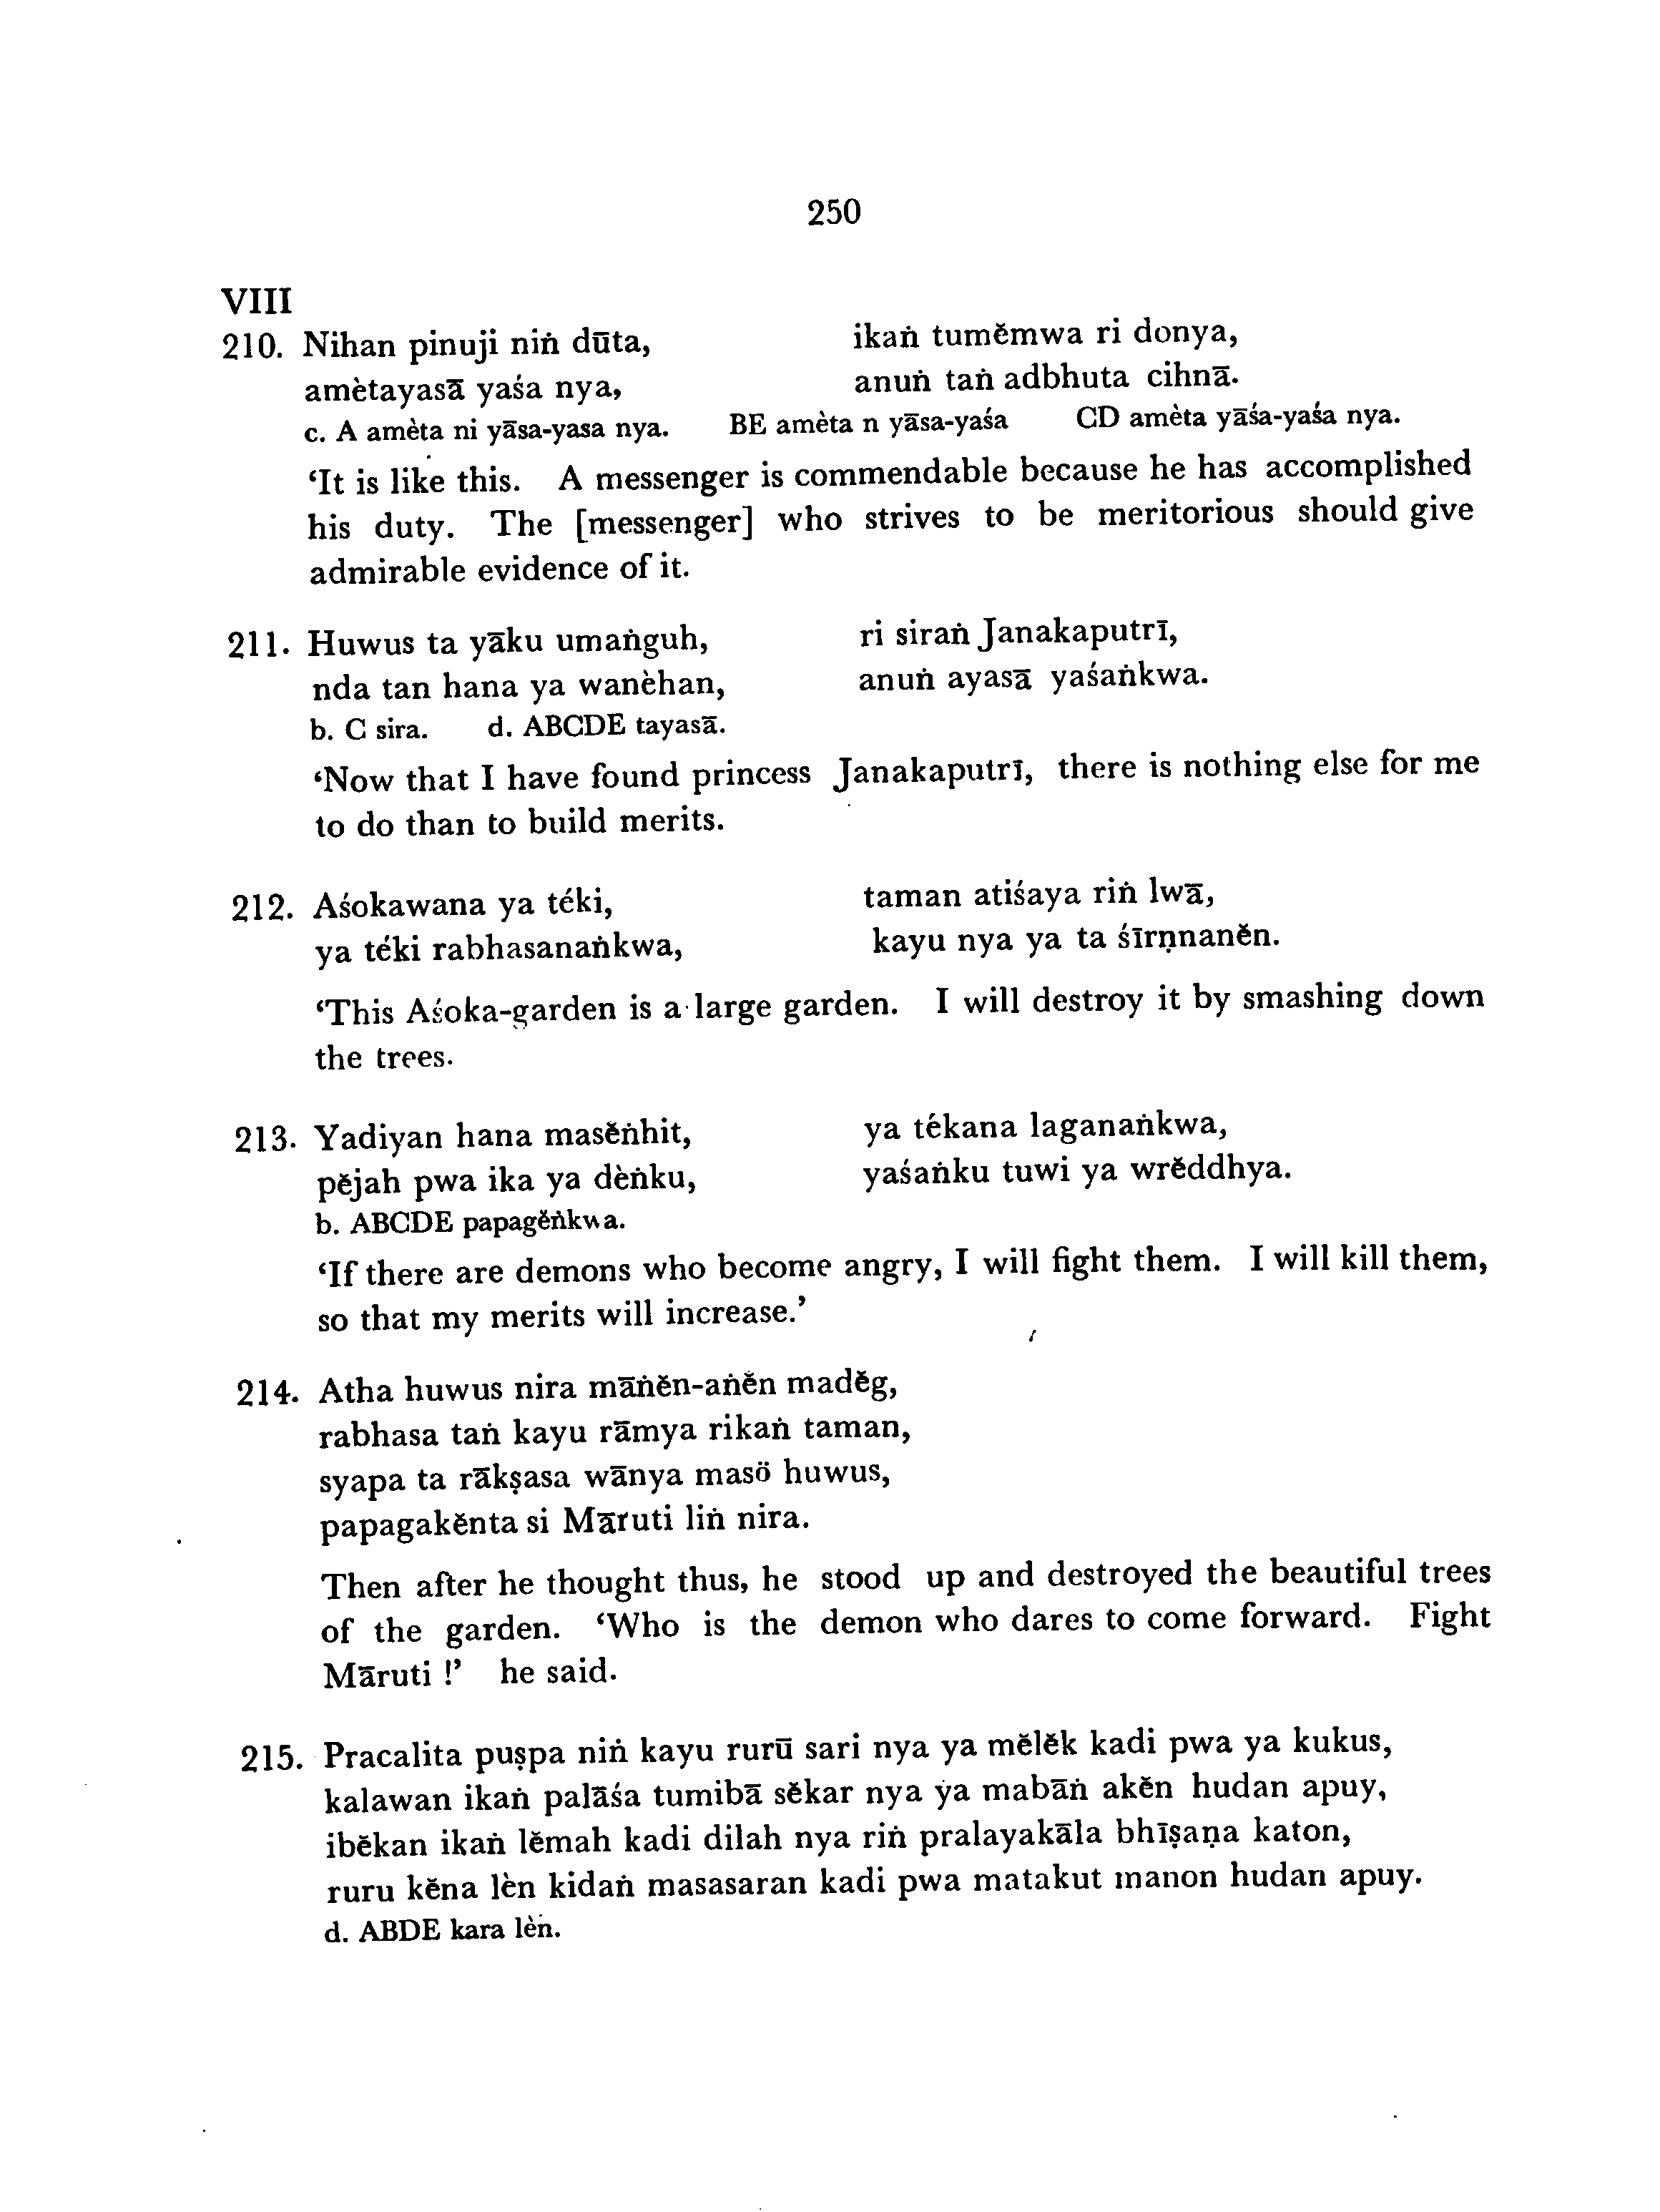 250
VIII
210. Nihan pinuji niṅ dūta, ikaṅ tumĕmwa ri donya,
amètayasā yaśa nya, anuṅ taṅ adbhuta cihnā.
c. A amèta ni yāsa-yasa nya. BE amèta n yāsa-yaśa CD amèta yāśa-yaśa nya.
‘It is like this. A messenger is commendable because he has accomplished
his duty. The [messenger] who strives to be meritorious should give
admirable evidence of it.
211. Huwus ta yāku umaṅguh, ri siraṅ Janakaputrī,
nda tan hana ya wanèhan, anuṅ ayasā yaśaṅkwa.
b. C sira. d. ABCDE tayasā.
‘Now that I have found princess Janakaputrī, there is nothing else for me
to do than to build merits.
212. Aśokawana ya téki, taman atiśaya riṅ lwā,
ya téki rabhasanaṅkwa, kayu nya ya ta śīrṇnanĕn.
‘This Aśoka-garden is a large garden. I will destroy it by smashing down
the trees.
213. Yadiyan hana masĕṅhit, ya tékana laganaṅkwa,
pĕjah pwa ika ya dèṅku, yaśaṅku tuwi ya wrĕddhya.
b. ABCDE papagĕṅkwa.
‘If there are demons who become angry, I will fight them. I will kill them,
so that my merits will increase.’
214. Atha huwus nira māṅĕn-aṅĕn madĕg,
rabhasa taṅ kayu rāmya rikaṅ taman,
syapa ta rākṣasa wānya masö huwus,
papagakĕnta si Māruti liṅ nira.
Then after he thought thus, he stood up and destroyed the beautiful trees
of the garden. ‘Who is the demon who dares to come forward. Fight
Māruti !’ he said.
215. Pracalita puṣpa niṅ kayu rurū sari nya ya mĕlĕk kadi pwa ya kukus,
kalawan ikaṅ palāśa tumibā sĕkar nya ya mabāṅ akĕn hudan apuy,
ibĕkan ikaṅ lĕmah kadi dilah nya riṅ pralayakāla bhīṣaṇa katon,
ruru kĕna lèn kidaṅ masasaran kadi pwa matakut manon hudan apuy.
d. ABDE kara lèn.